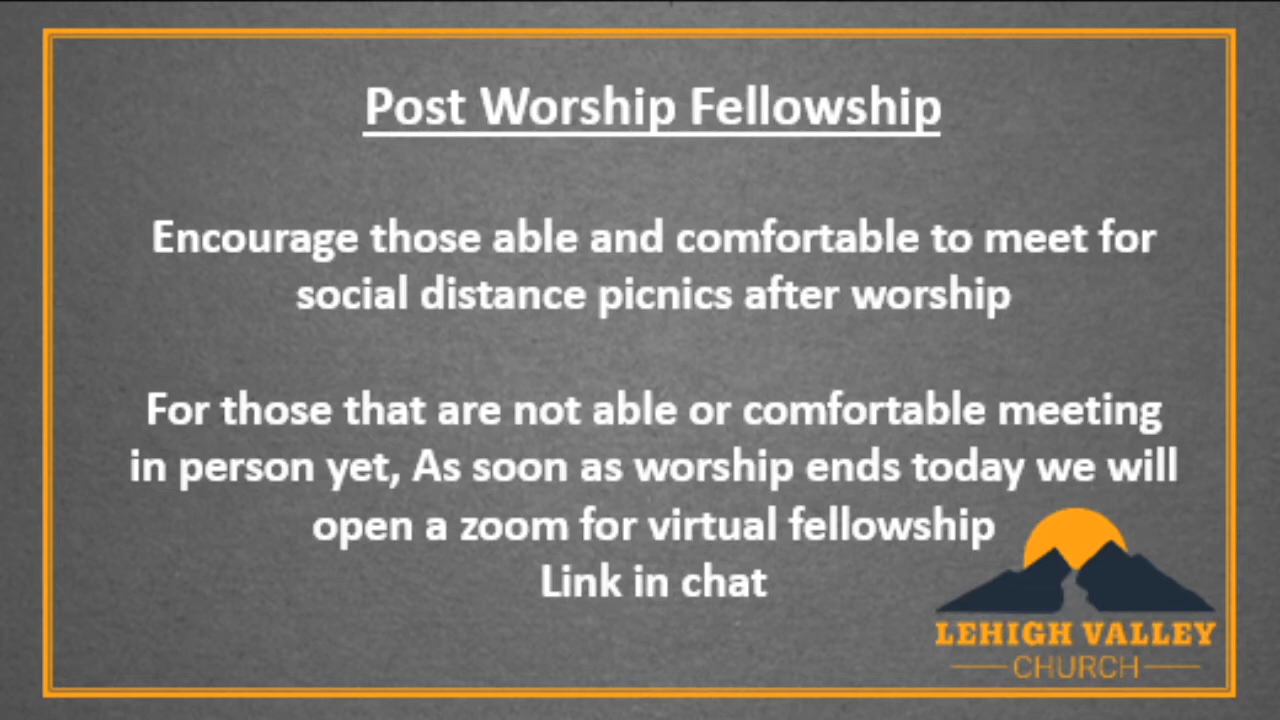 Post Worship Fellowship
Encourage those able and comfortable to meet for
social distance picnics after worship
For those that are not able or comfortable meeting
in person yet, As soon as worship ends today we will
open a zoom for virtual fellowship
Link in chat
LEHIGH VALLEY
CHURCH